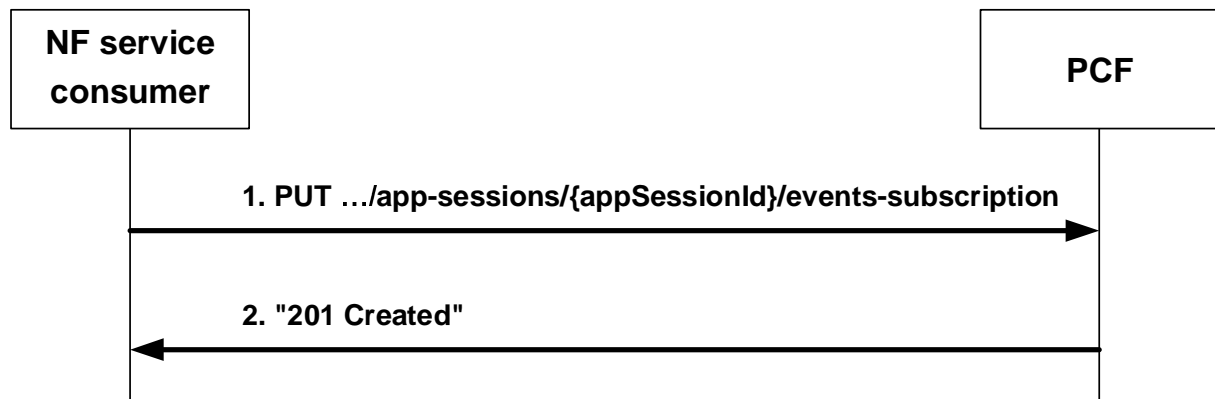 NF service
consumer
PCF
1. PUT …/app-sessions/{appSessionId}/events-subscription
2. "201 Created"